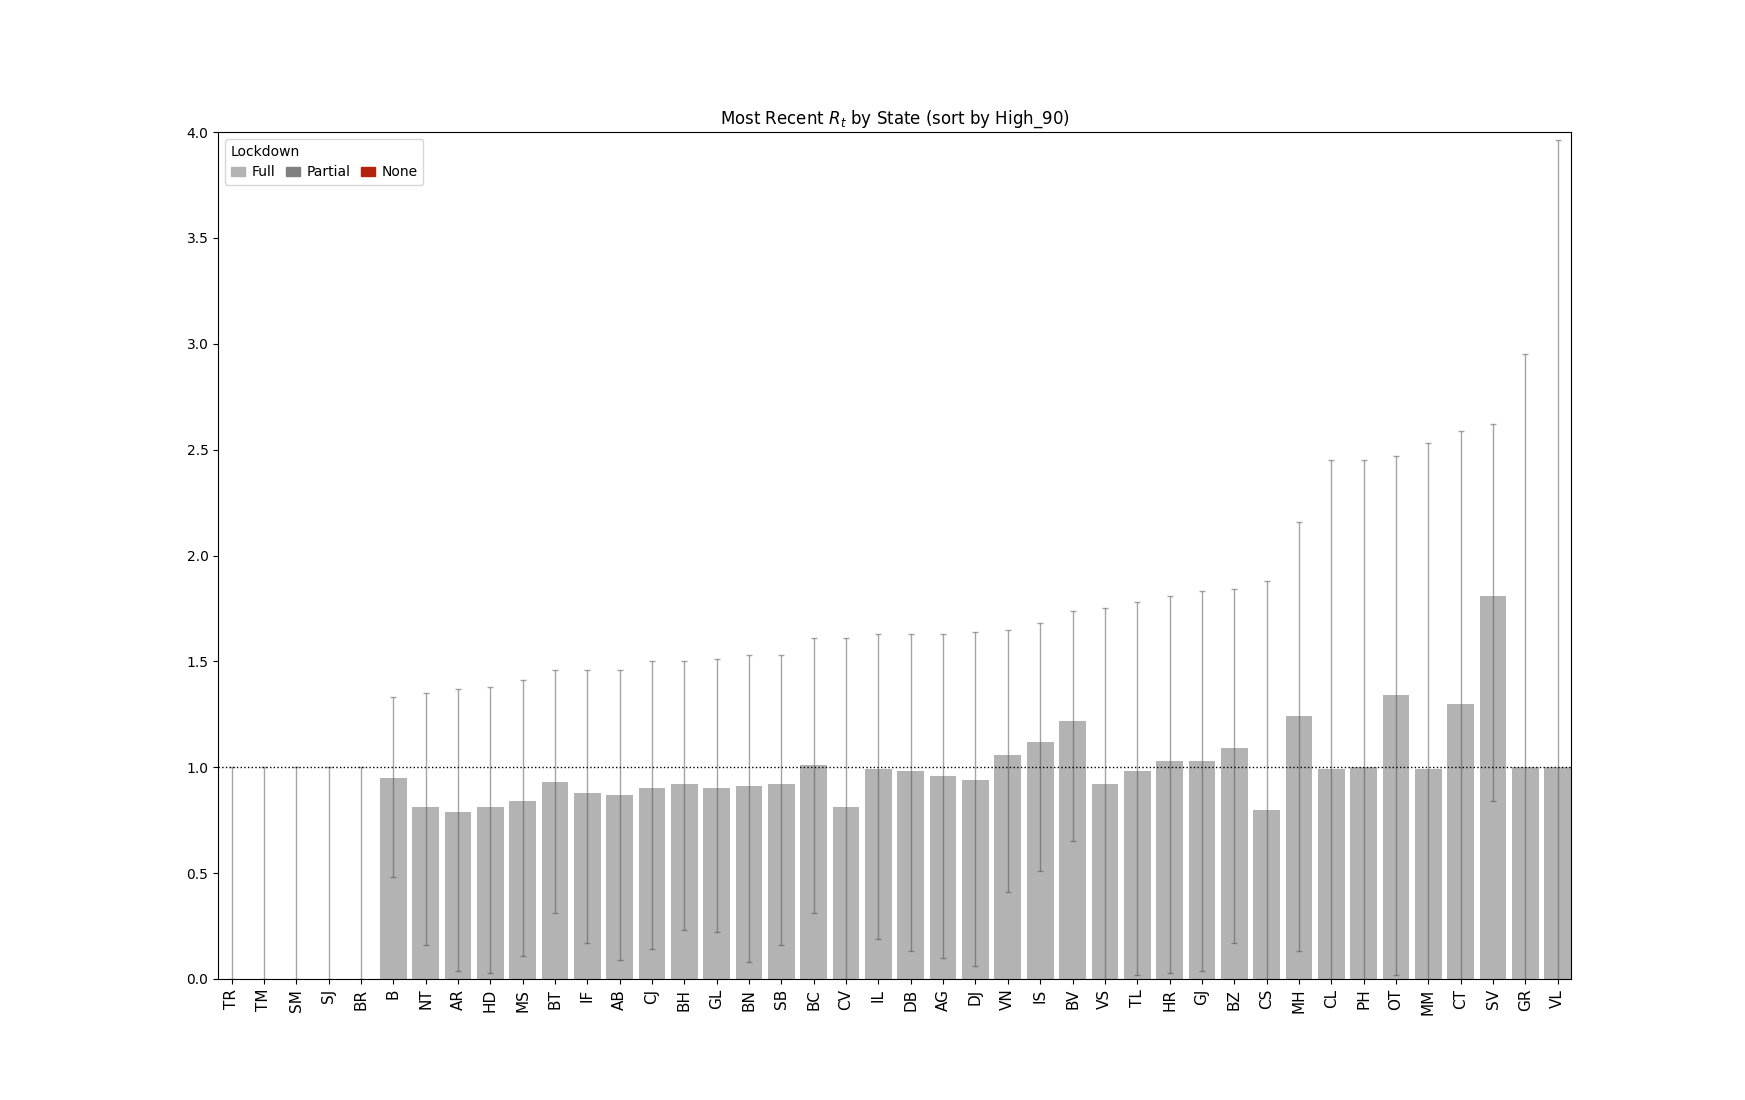 Most Recent R_t by State (sort by High_90)
Lockdown
Full Partial None
4.0
3.5
3.0
2.5
2.0
1.5
1.0
0.5
0.0
TR TM SM SJ BR B NT AR HD MS BT IF AB CJ BH GL BN SB BC CV IL DB AG DJ VN IS BV VS TL HR GJ BZ CS MH CL PH OT MM CT SV GR VL